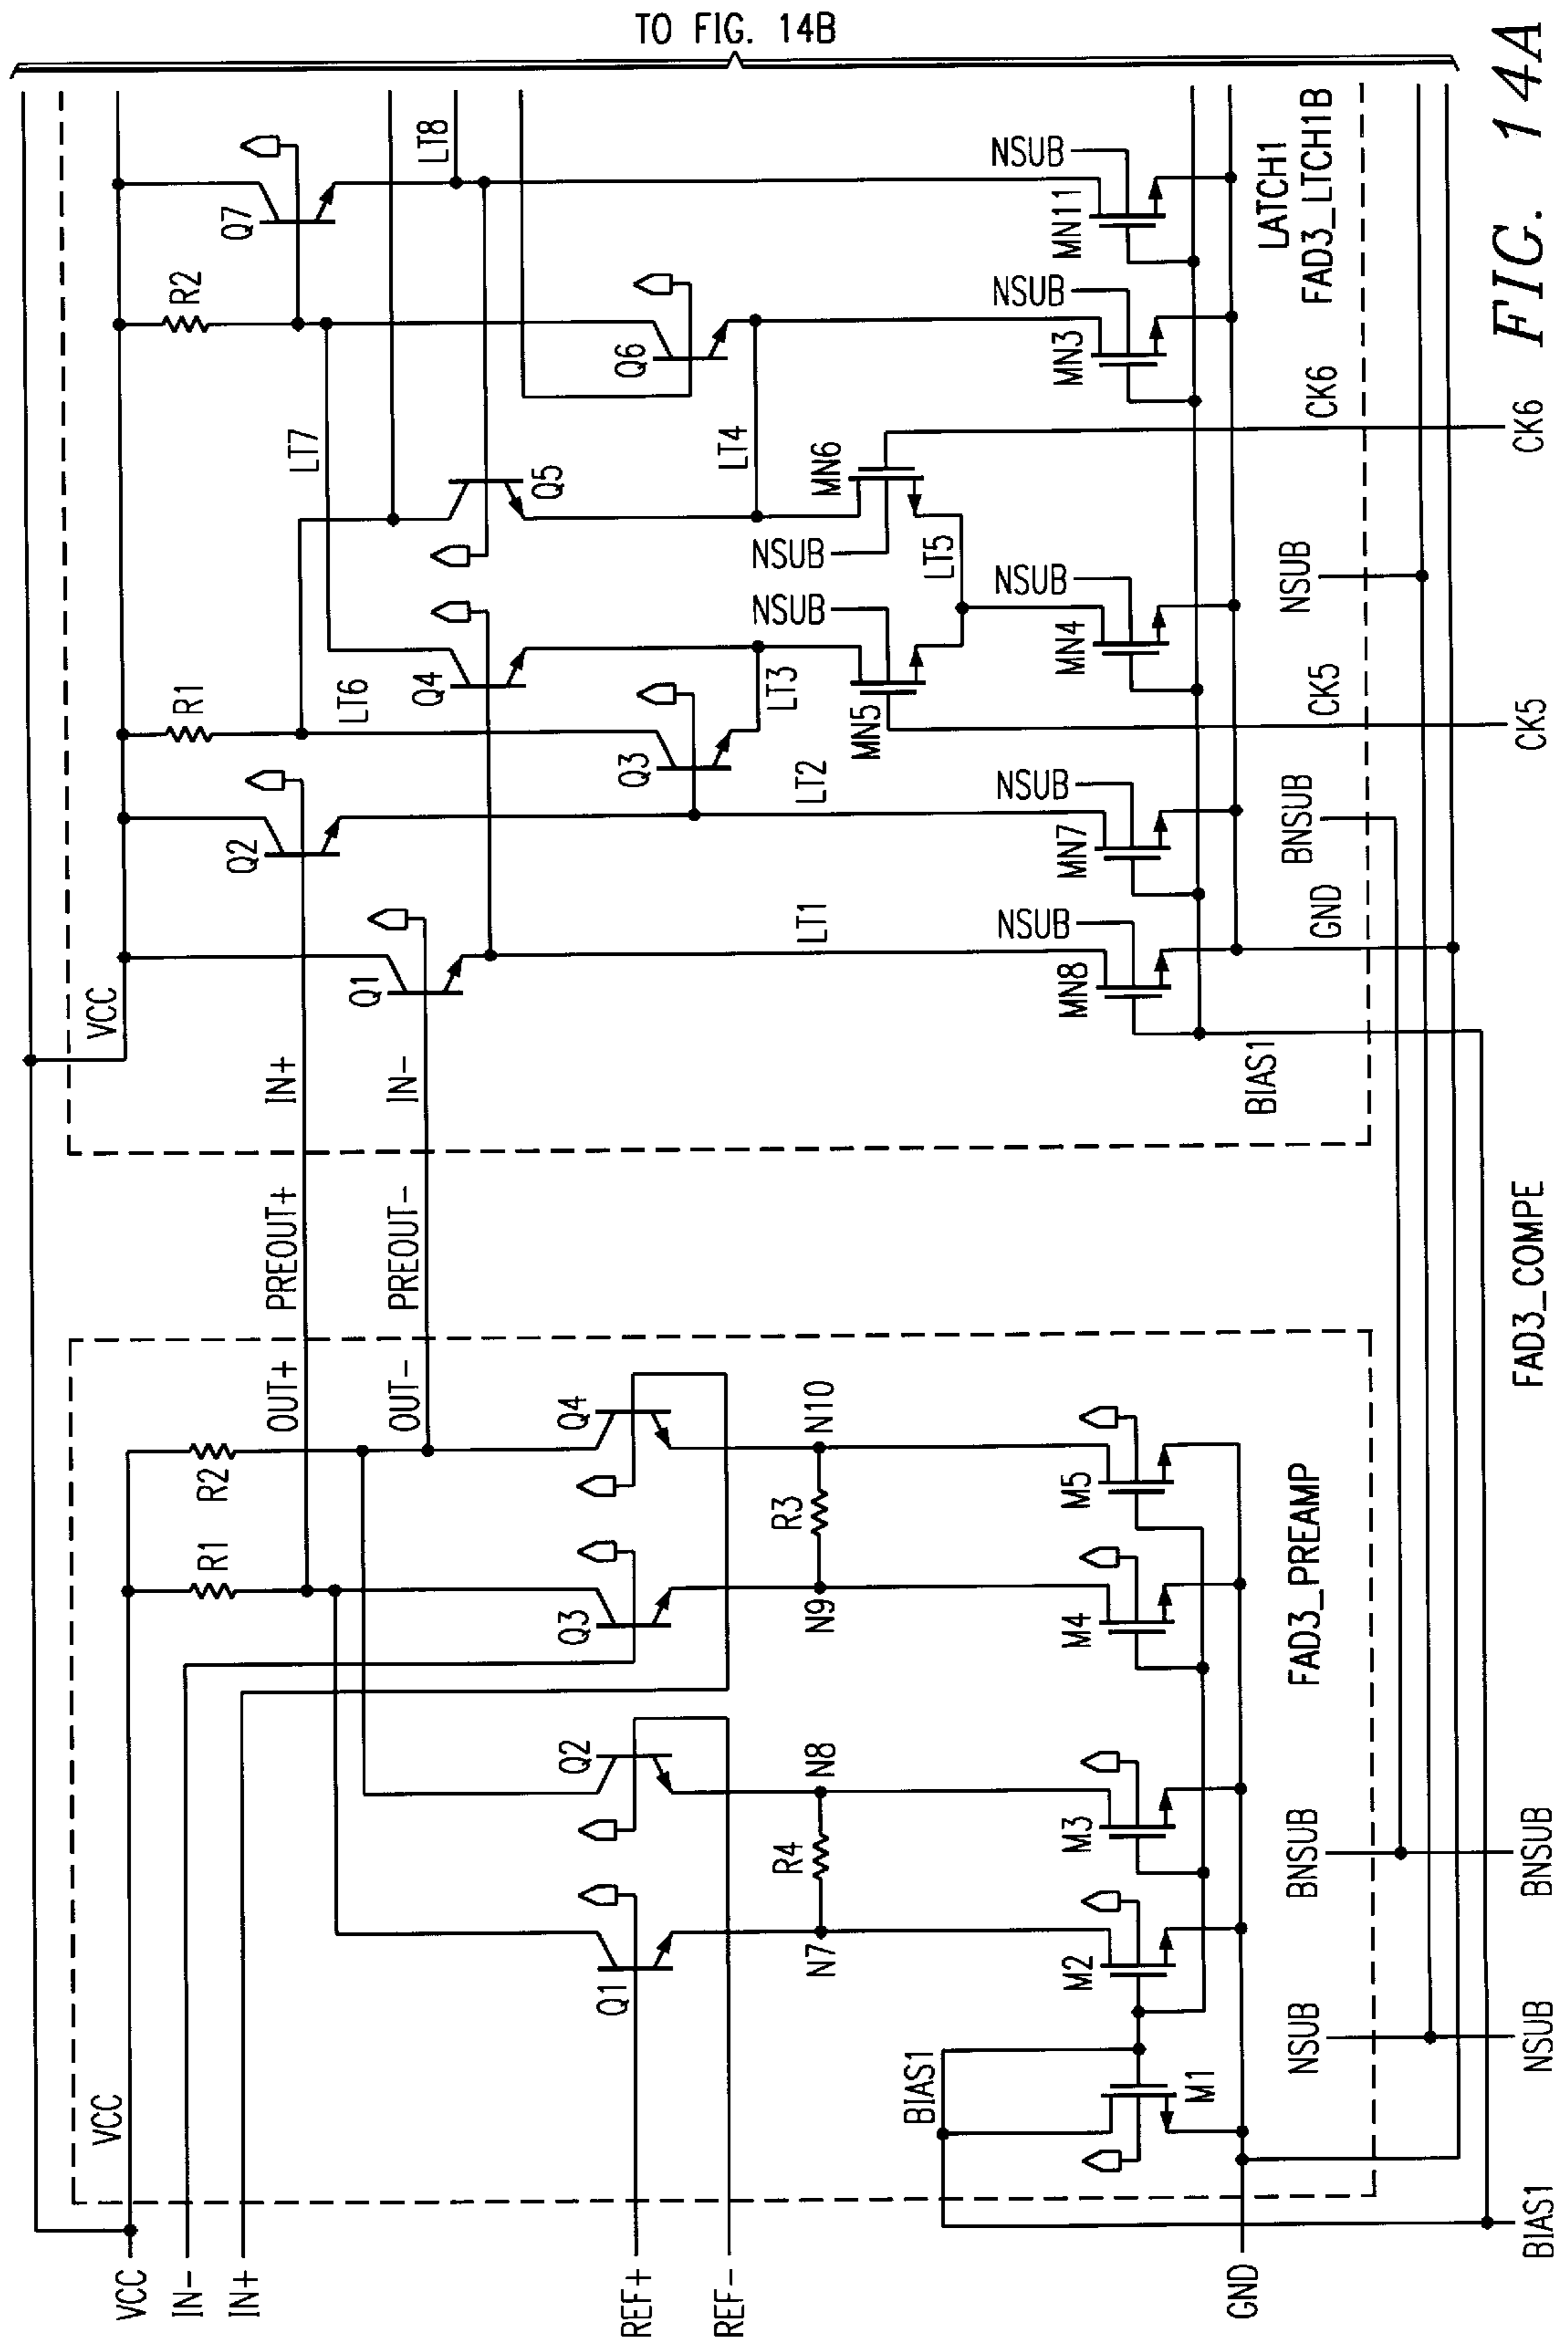 TO FIG. 14B
VCC
IN-
IN+
REF+
REF-
GND
VCC
R1
R2
OUT+
OUT-
PREOUT+
PREOUT-
IN+
IN-
Q1
Q2
Q3
Q4
N7
R4
N8
N9
R3
N10
BIAS1
M1
M2
M3
M4
M5
FAD3_PREAMP
NSUB
BNSUB
BIAS1
NSUB
BNSUB
FAD3_COMPE
VCC
Q1
Q2
R1
LT6
Q3
Q4
LT7
Q5
R2
Q6
Q7
LT8
LT1
LT2
LT3
LT4
NSUB
NSUB
MN5
MN6
LT5
NSUB
MN8
NSUB
MN7
NSUB
MN4
NSUB
MN3
NSUB
MN11
BIAS1
GND
BNSUB
CK5
NSUB
CK6
LATCH1
FAD3_LTCH1B
CK5
CK6
FIG. 14A